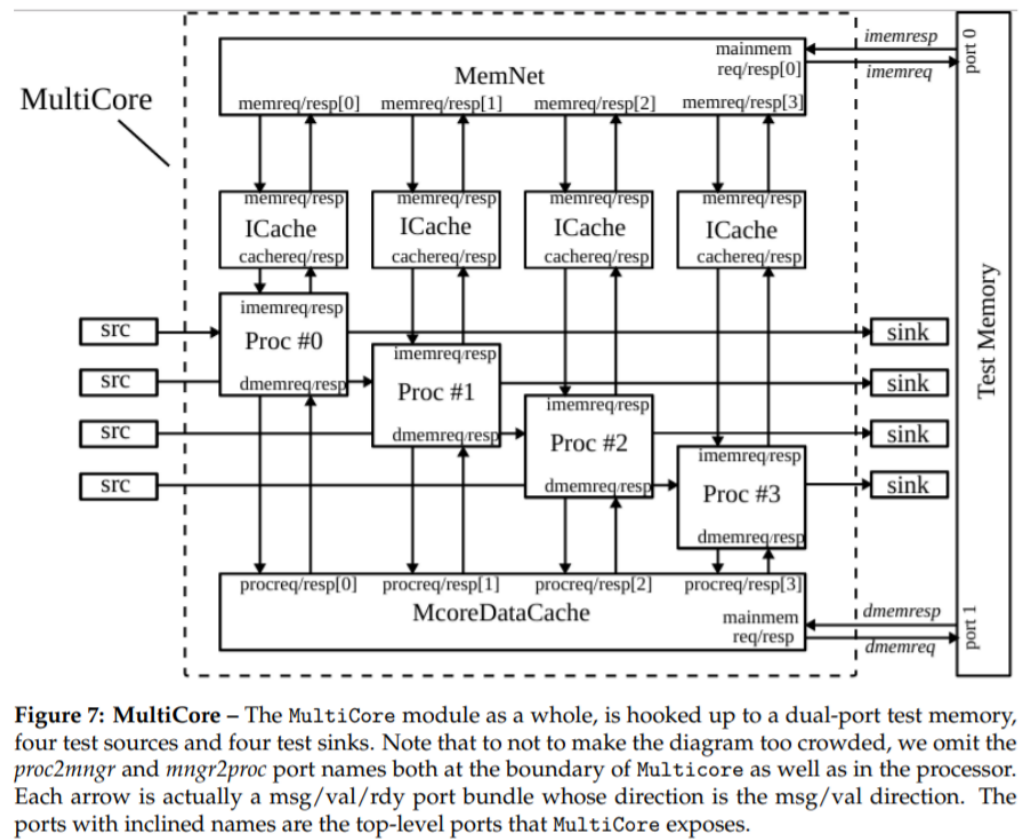 MultiCore
MemNet
mainmem
req/resp[0]
imemresp
imemreq
port 0
memreq/resp[0] memreq/resp[1] memreq/resp[2] memreq/resp[3]
memreq/resp memreq/resp memreq/resp memreq/resp
ICache ICache ICache ICache
cachereq/resp cachereq/resp cachereq/resp cachereq/resp
Test Memory
src
imemreq/resp
Proc #0
dmemreq/resp
sink
src
imemreq/resp
Proc #1
dmemreq/resp
sink
src
imemreq/resp
Proc #2
dmemreq/resp
sink
src
imemreq/resp
Proc #3
dmemreq/resp
sink
procreq/resp[0] procreq/resp[1] procreq/resp[2] procreq/resp[3]
McoreDataCache
mainmem
req/resp
dmemresp
dmemreq
port 1
Figure 7: MultiCore – The MultiCore module as a whole, is hooked up to a dual-port test memory,
four test sources and four test sinks. Note that to not to make the diagram too crowded, we omit the
proc2mngr and mngr2proc port names both at the boundary of Multicore as well as in the processor.
Each arrow is actually a msg/val/rdy port bundle whose direction is the msg/val direction. The
ports with inclined names are the top-level ports that MultiCore exposes.